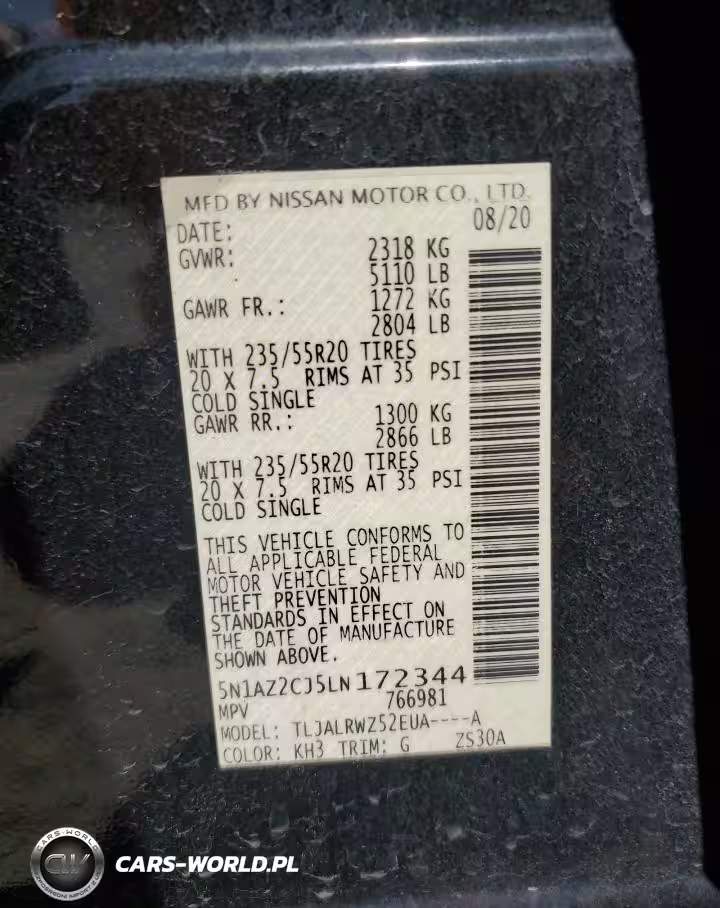 MFD BY NISSAN MOTOR CO., LTD.
DATE: 08/20
GVWR: 2318 KG
5110 LB
GAWR FR.: 1272 KG
2804 LB
WITH 235/55R20 TIRES
20 X 7.5 RIMS AT 35 PSI
COLD SINGLE
GAWR RR.: 1300 KG
2866 LB
WITH 235/55R20 TIRES
20 X 7.5 RIMS AT 35 PSI
COLD SINGLE
THIS VEHICLE CONFORMS TO
ALL APPLICABLE FEDERAL
MOTOR VEHICLE SAFETY AND
THEFT PREVENTION
STANDARDS IN EFFECT ON
THE DATE OF MANUFACTURE
SHOWN ABOVE.
5N1AZ2CJ5LN172344
MPV 766981
MODEL: TLJALRWZ52EUA----A
COLOR: KH3 TRIM: G ZS30A
CARS-WORLD
CW
CARS-WORLD.PL